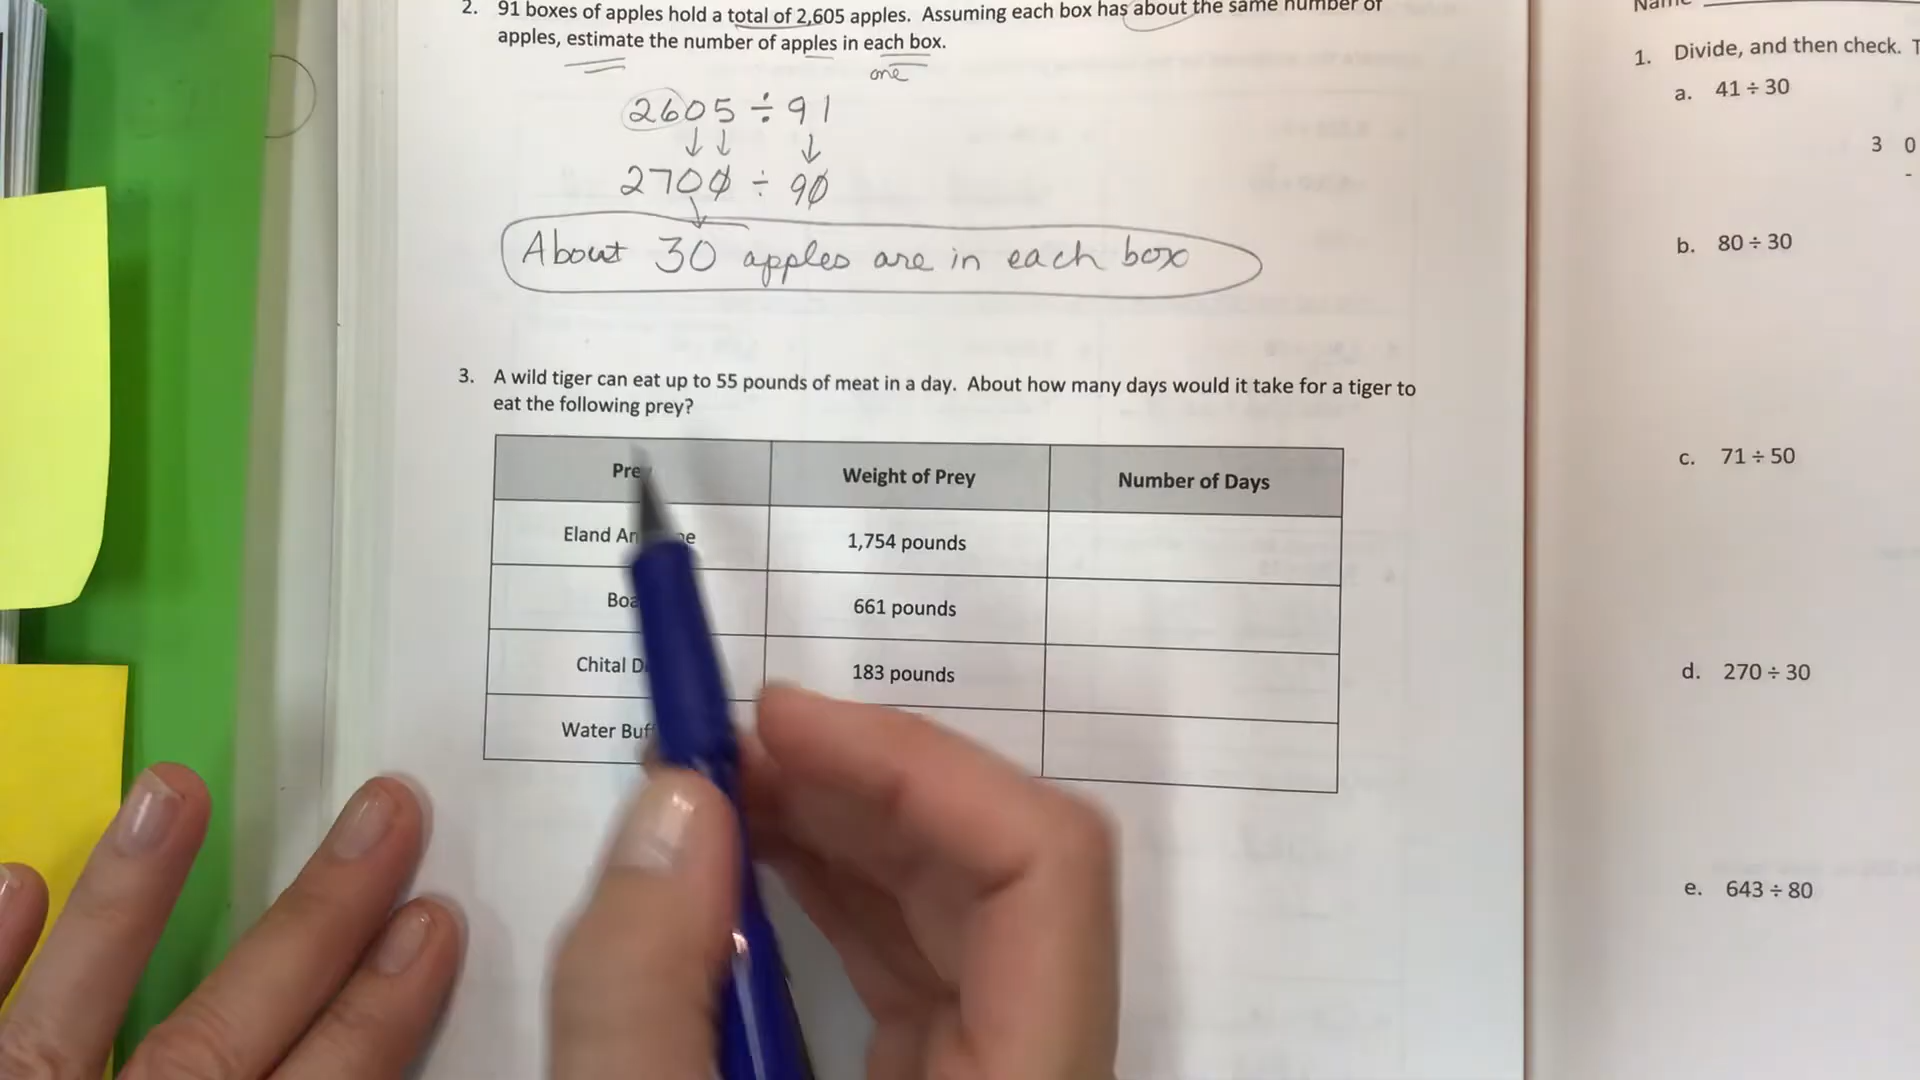 2. 91 boxes of apples hold a total of 2,605 apples. Assuming each box has about the same number of
apples, estimate the number of apples in each box.
one
2605 ÷ 91
2700 ÷ 90
About 30 apples are in each box
3. A wild tiger can eat up to 55 pounds of meat in a day. About how many days would it take for a tiger to
eat the following prey?
Weight of Prey Number of Days
Eland 1,754 pounds
661 pounds
Chital 183 pounds
Water
Name
1. Divide, and then check.
a. 41 ÷ 30
3 0
-
b. 80 ÷ 30
c. 71 ÷ 50
d. 270 ÷ 30
e. 643 ÷ 80